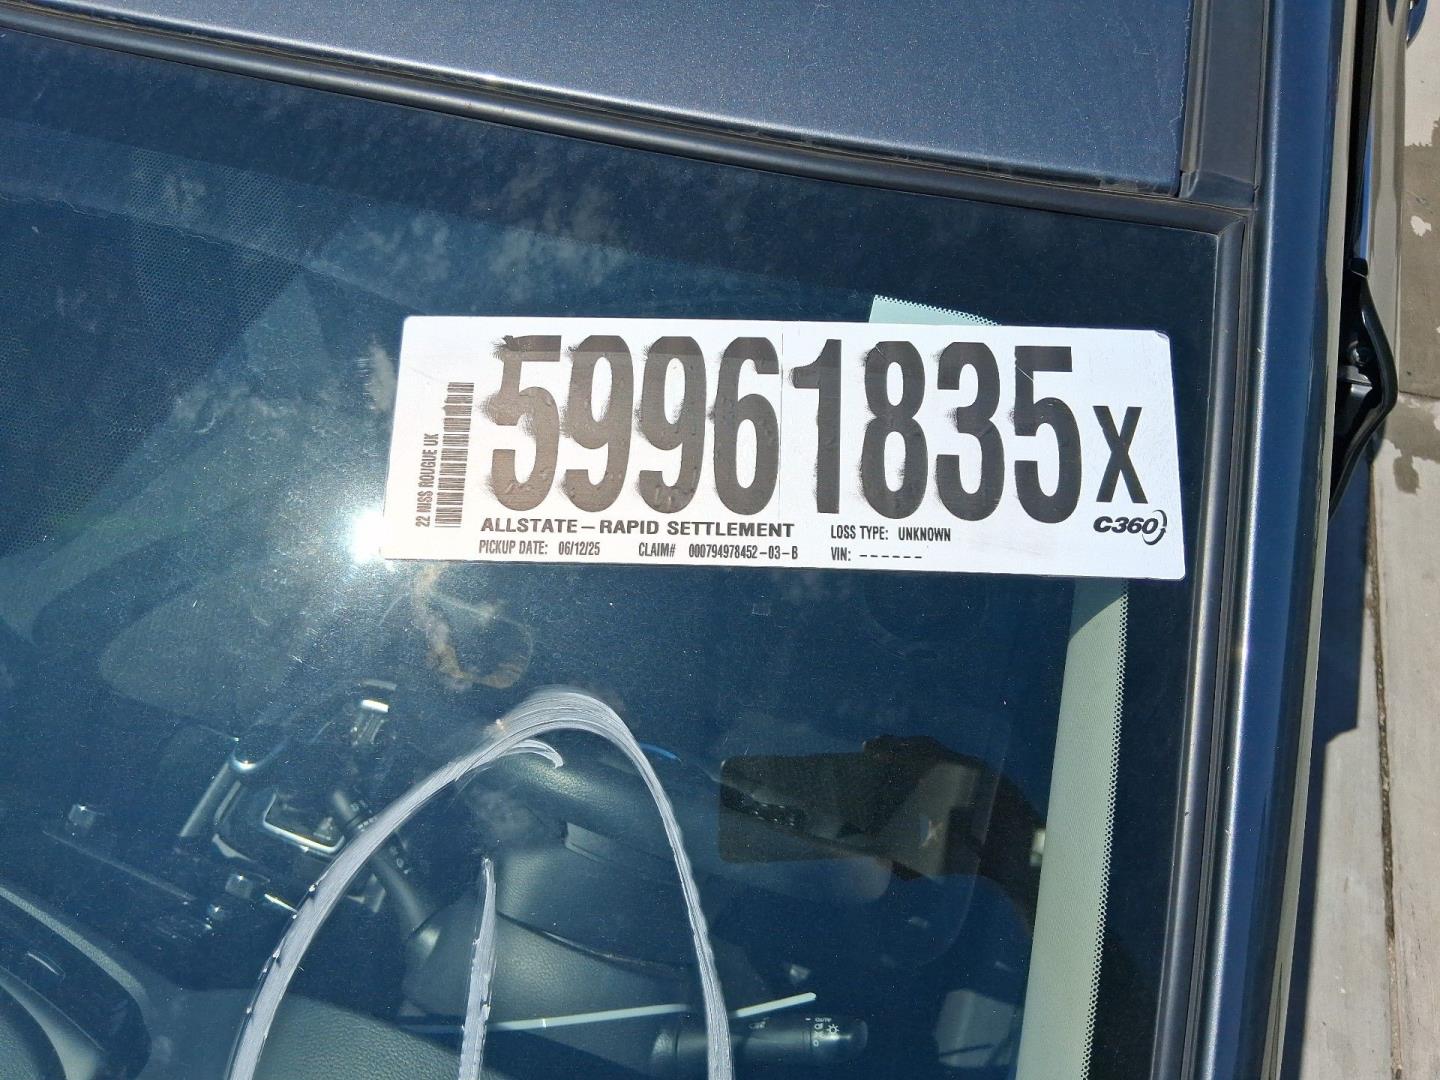 59961835 X
22 NISS ROUGUE UK
ALLSTATE – RAPID SETTLEMENT
LOSS TYPE: UNKNOWN
C360
PICKUP DATE: 06/12/25 CLAIM# 000794978452-03-B
VIN: ------